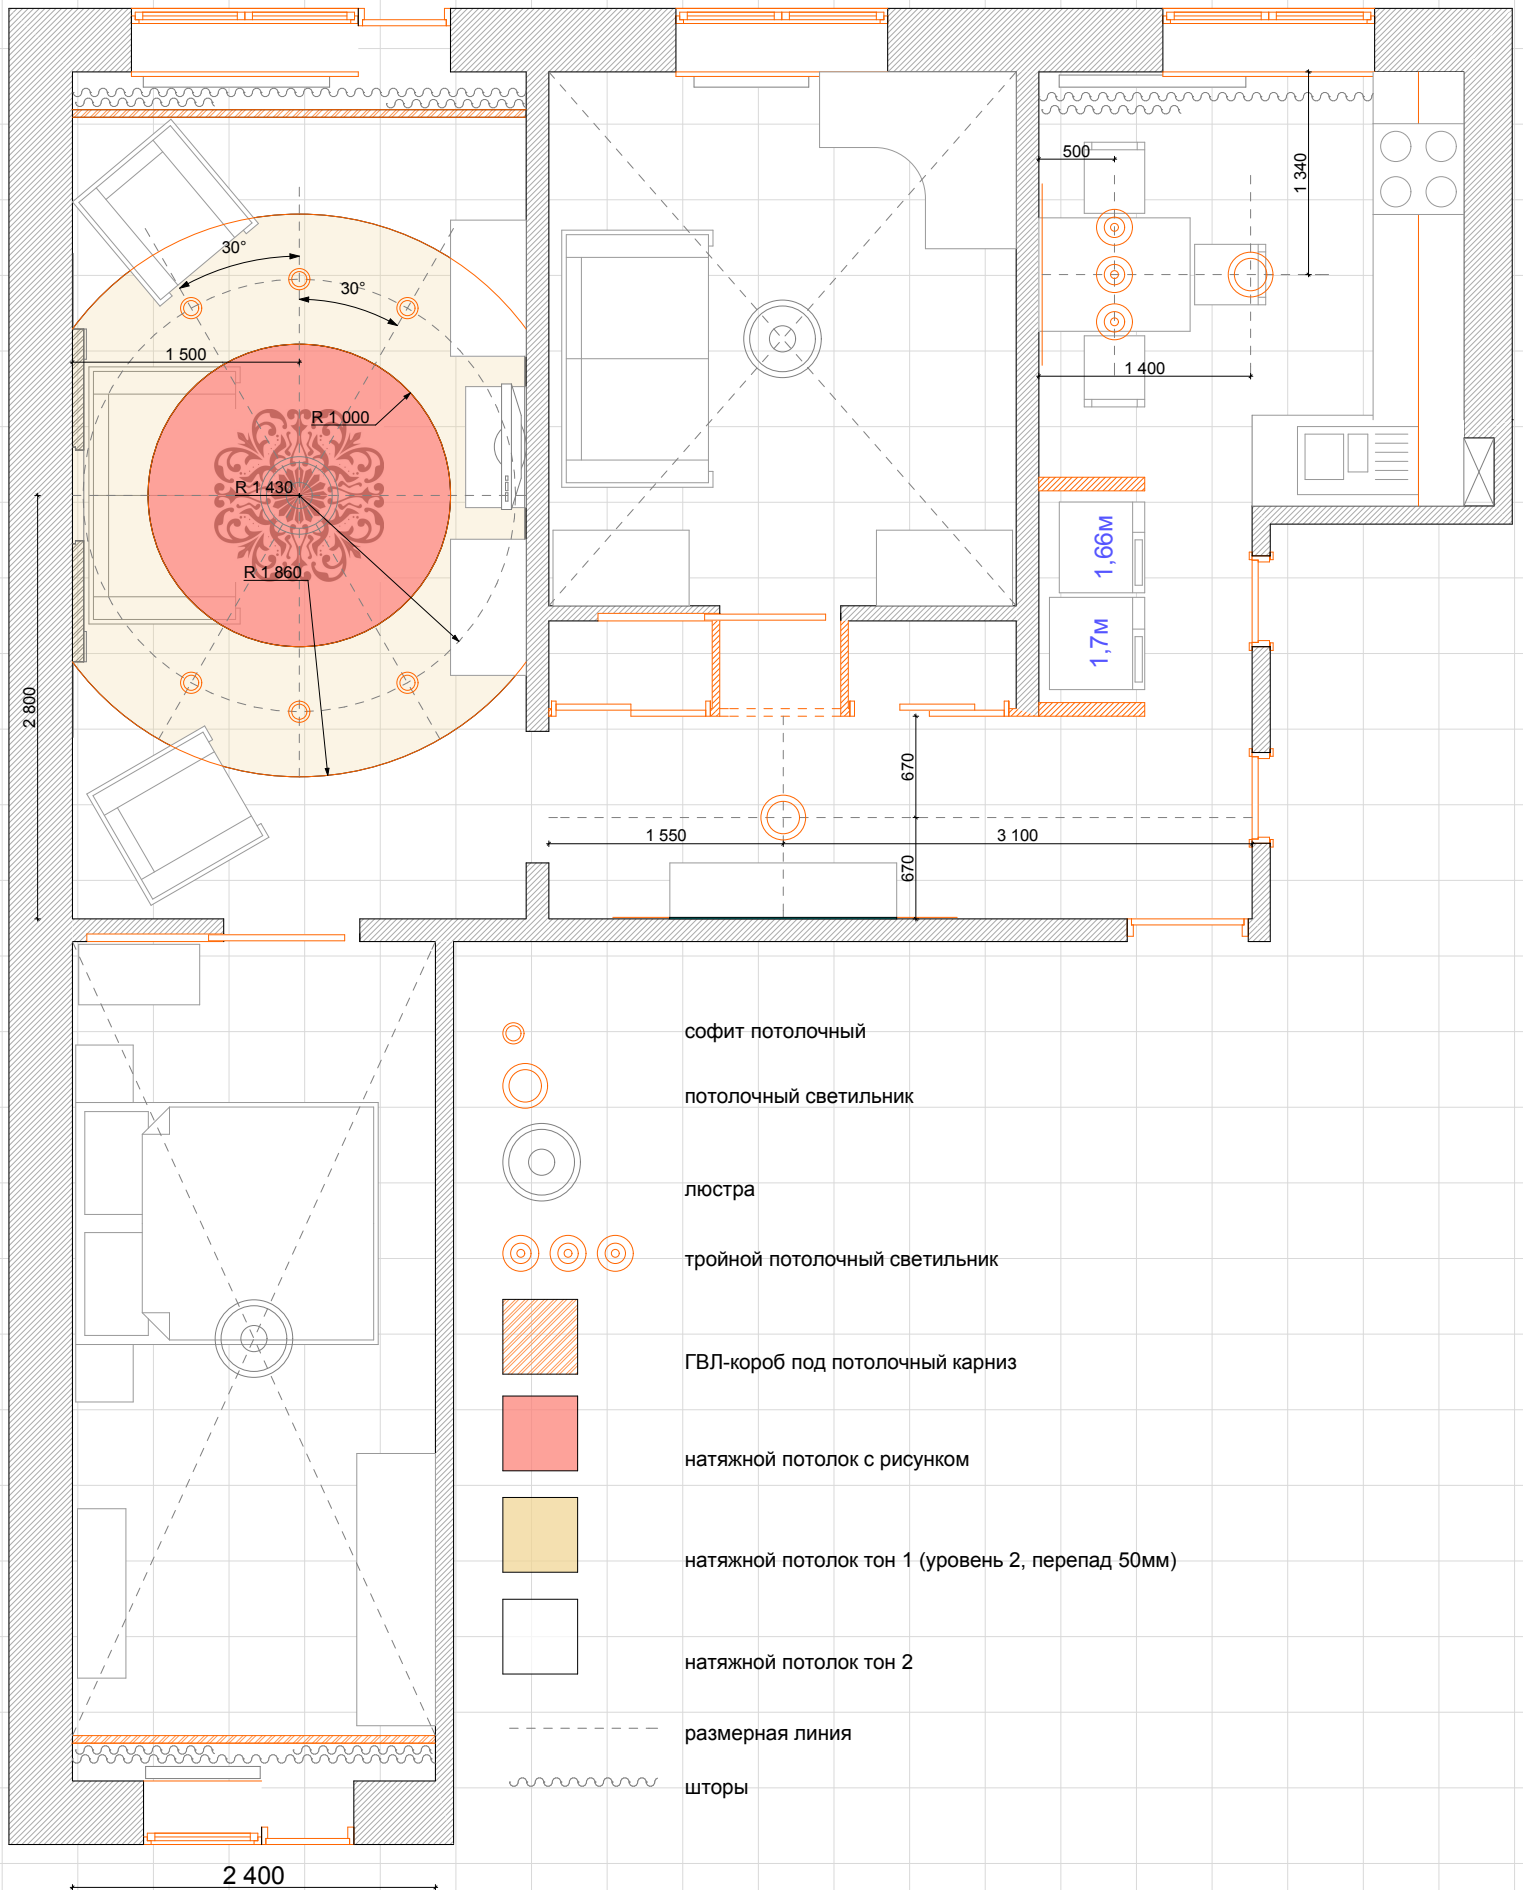 500
1 340
30°
30°
1 500
1 400
R 1 000
R 1 430
1,66м
R 1 860
1,7м
2 800
670
1 550
3 100
670
софит потолочный
потолочный светильник
люстра
тройной потолочный светильник
ГВЛ-короб под потолочный карниз
натяжной потолок с рисунком
натяжной потолок тон 1 (уровень 2, перепад 50мм)
натяжной потолок тон 2
размерная линия
шторы
2 400